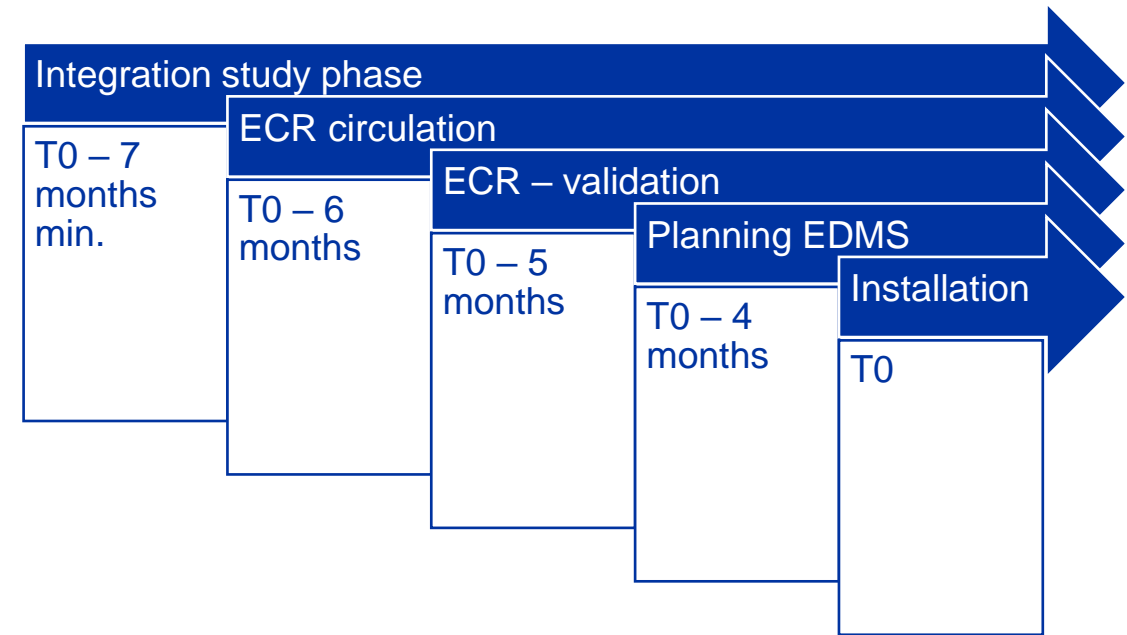 Integration study phase
T0 – 7
months
min.
ECR circulation
T0 – 6
months
ECR – validation
T0 – 5
months
Planning EDMS
T0 – 4
months
Installation
T0